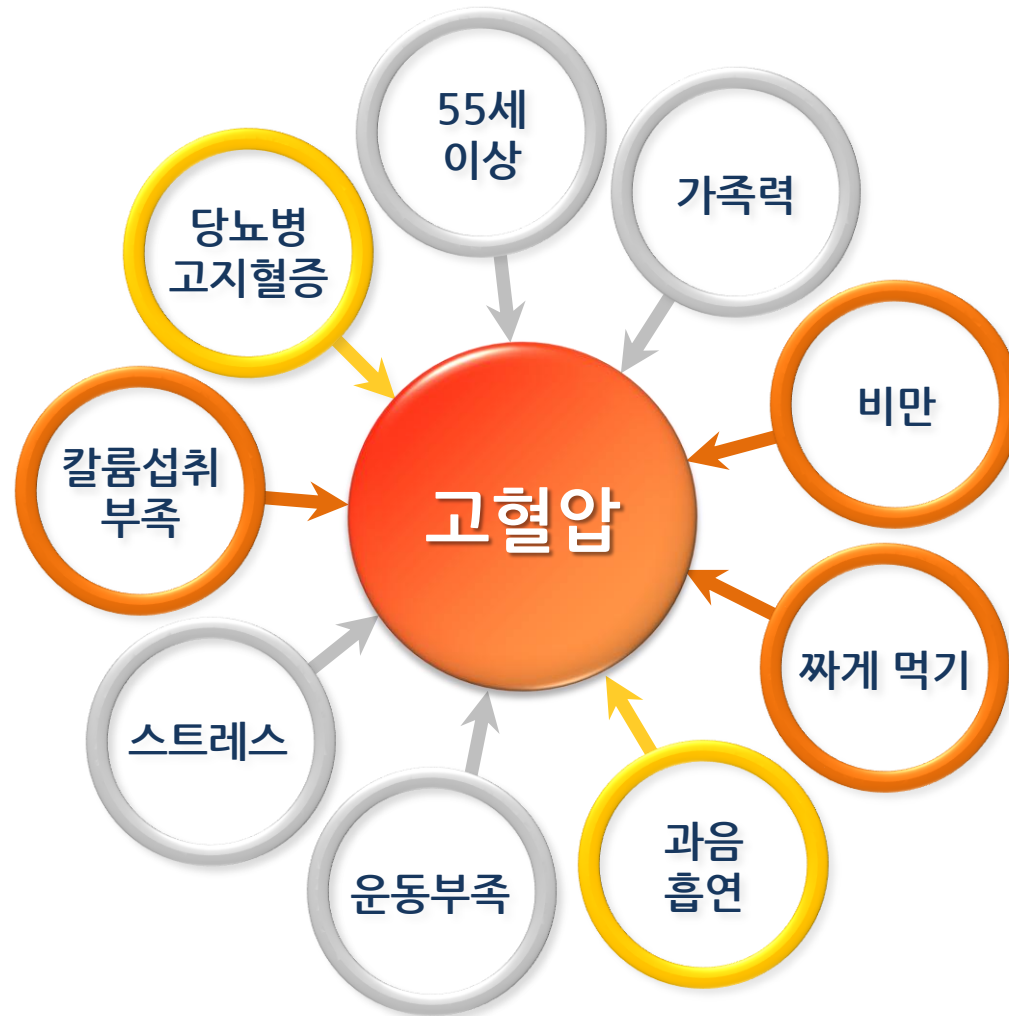 55세
이상
가족력
당뇨병
고지혈증
비만
칼륨섭취
부족
고혈압
짜게 먹기
스트레스
과음
흡연
운동부족